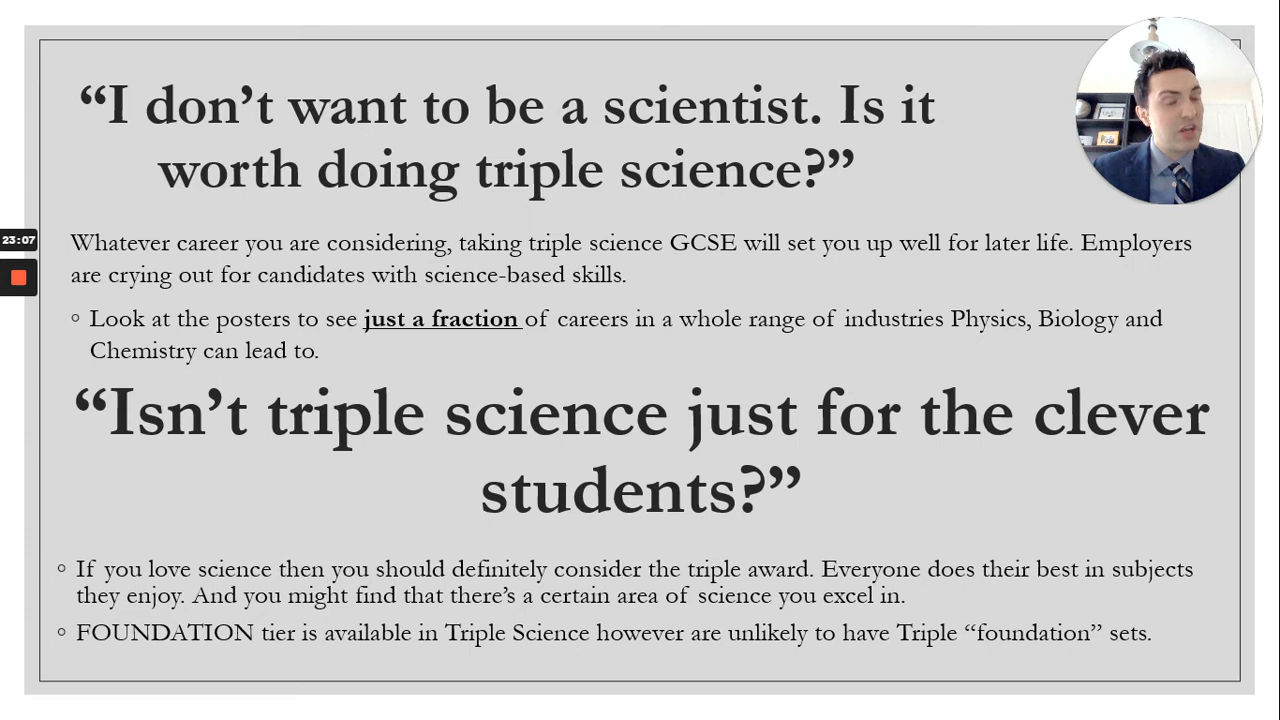 “I don’t want to be a scientist. Is it
worth doing triple science?”
23:07
Whatever career you are considering, taking triple science GCSE will set you up well for later life. Employers
are crying out for candidates with science-based skills.
◦ Look at the posters to see just a fraction of careers in a whole range of industries Physics, Biology and
Chemistry can lead to.
“Isn’t triple science just for the clever
students?”
◦ If you love science then you should definitely consider the triple award. Everyone does their best in subjects
they enjoy. And you might find that there’s a certain area of science you excel in.
◦ FOUNDATION tier is available in Triple Science however are unlikely to have Triple “foundation” sets.